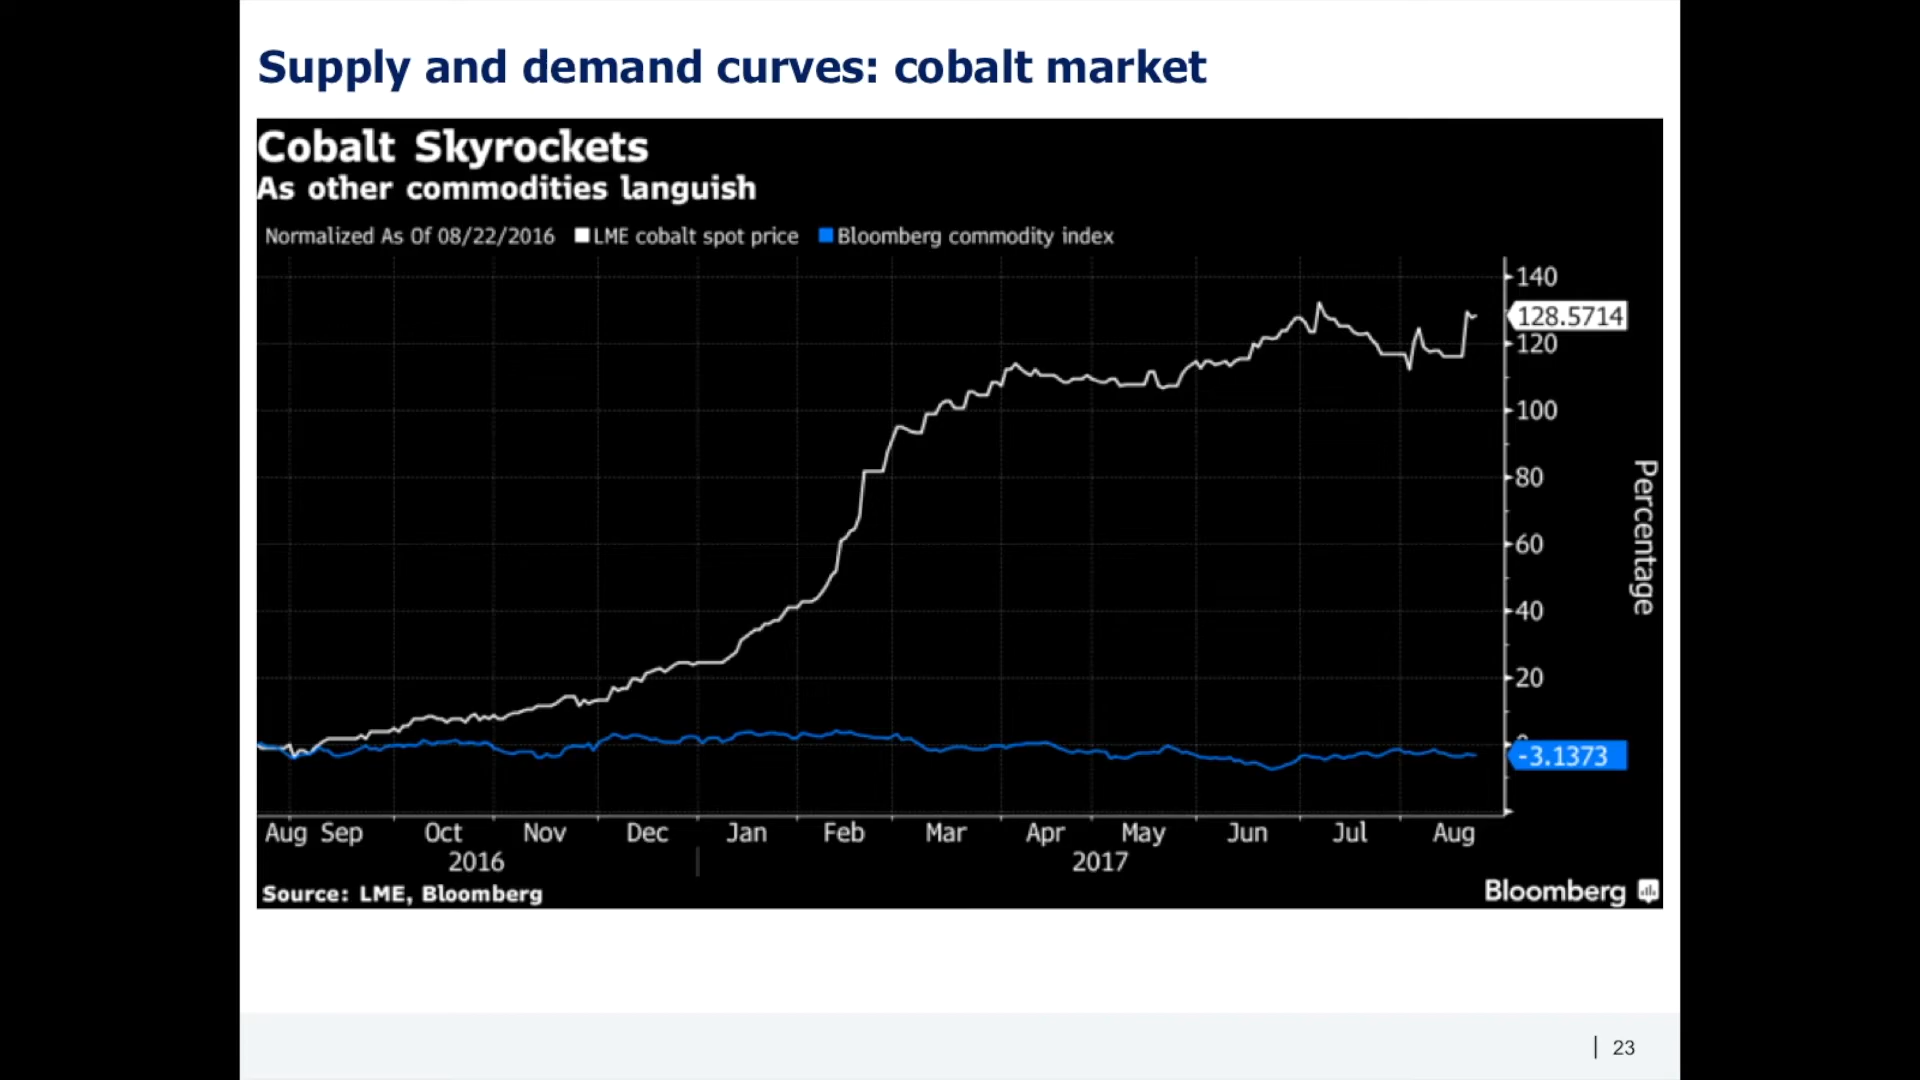 Supply and demand curves: cobalt market
Cobalt Skyrockets
As other commodities languish
Normalized As Of 08/22/2016 LME cobalt spot price Bloomberg commodity index
140
128.5714
120
100
80
60
40
20
0
-3.1373
Percentage
Aug Sep Oct Nov Dec Jan Feb Mar Apr May Jun Jul Aug
2016 2017
Source: LME, Bloomberg
Bloomberg
23